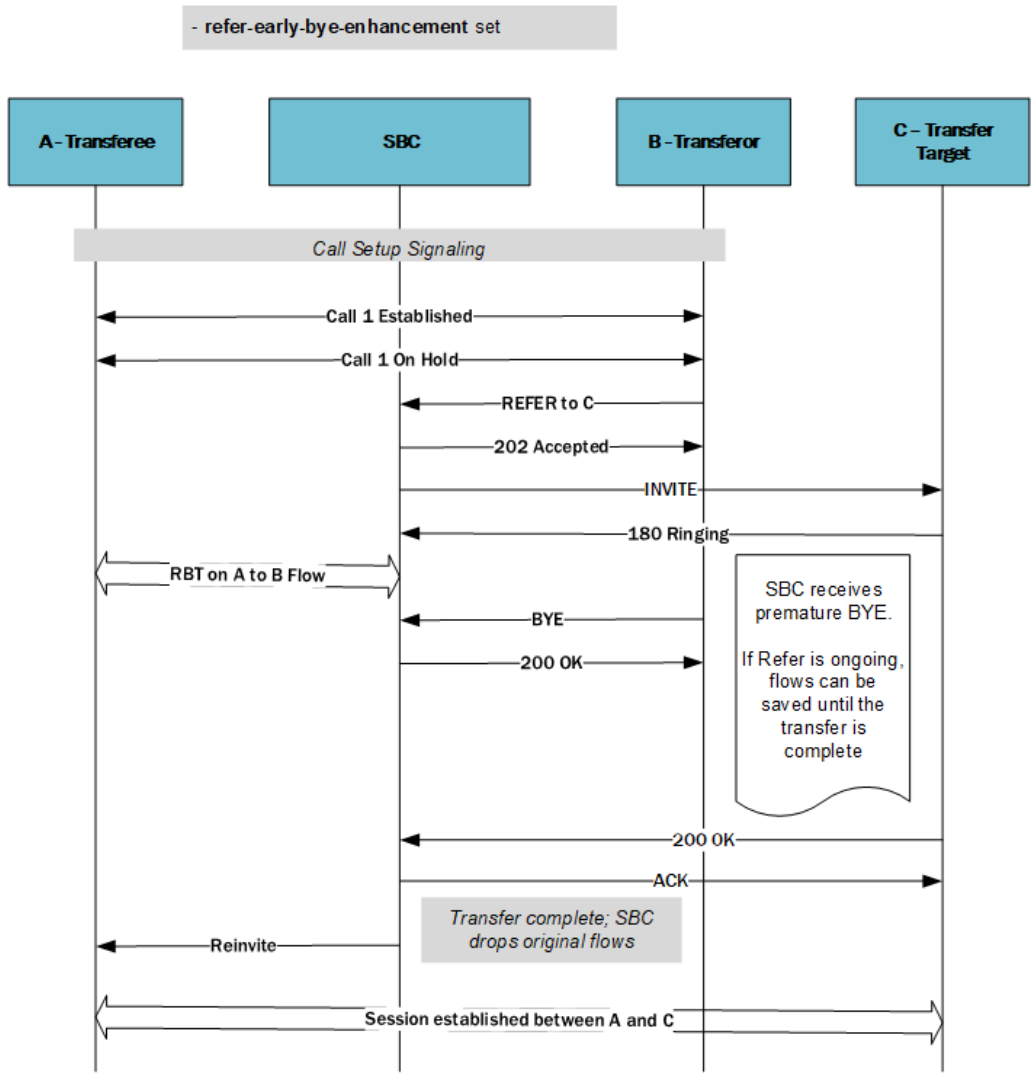 - refer-early-bye-enhancement set
A - Transferee
SBC
B - Transferor
C – Transfer
Target
Call Setup Signaling
Call 1 Established
Call 1 On Hold
REFER to C
202 Accepted
INVITE
180 Ringing
RBT on A to B Flow
SBC receives
premature BYE.
If Refer is ongoing,
flows can be
saved until the
transfer is
complete
BYE
200 OK
200 OK
ACK
Transfer complete; SBC
drops original flows
Reinvite
Session established between A and C